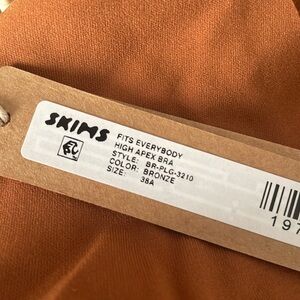 SKIMS
FITS EVERYBODY
HIGH APEX BRA
STYLE: BR-PLG-3210
COLOR: BRONZE
SIZE: 38A
197